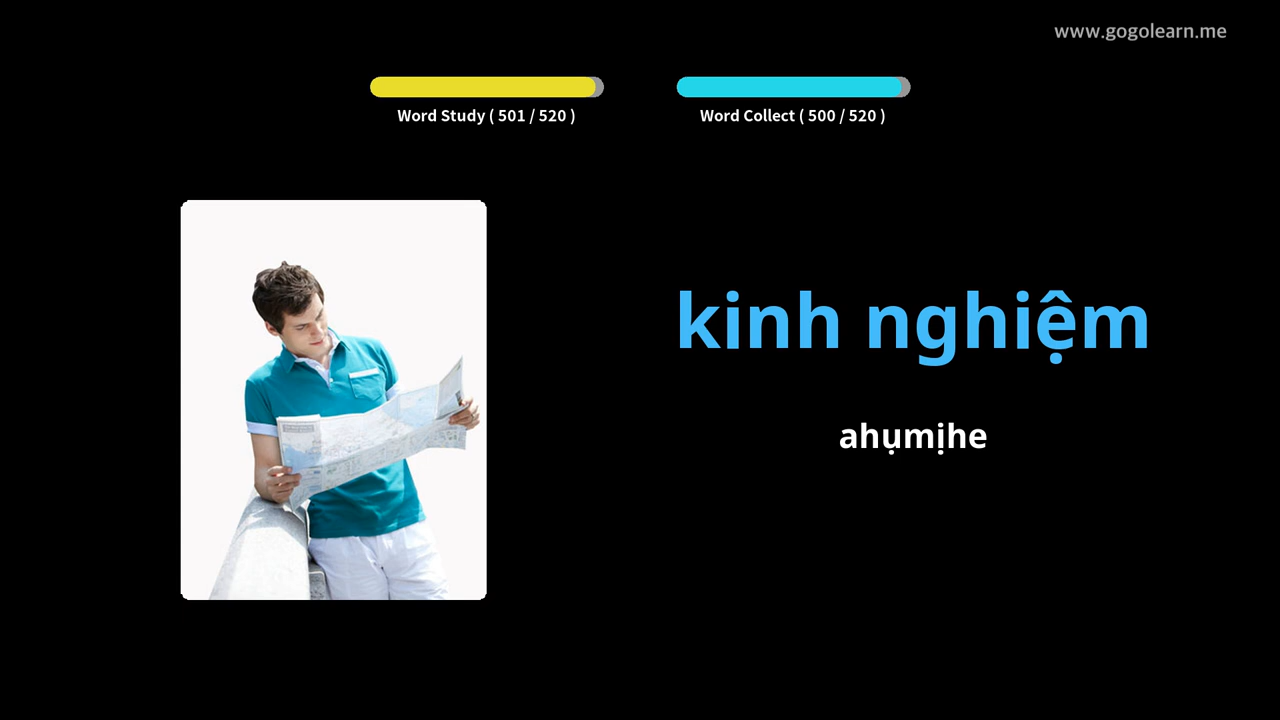 www.gogolearn.me
Word Study ( 501 / 520 )
Word Collect ( 500 / 520 )
kinh nghiệm
ahụmịhe